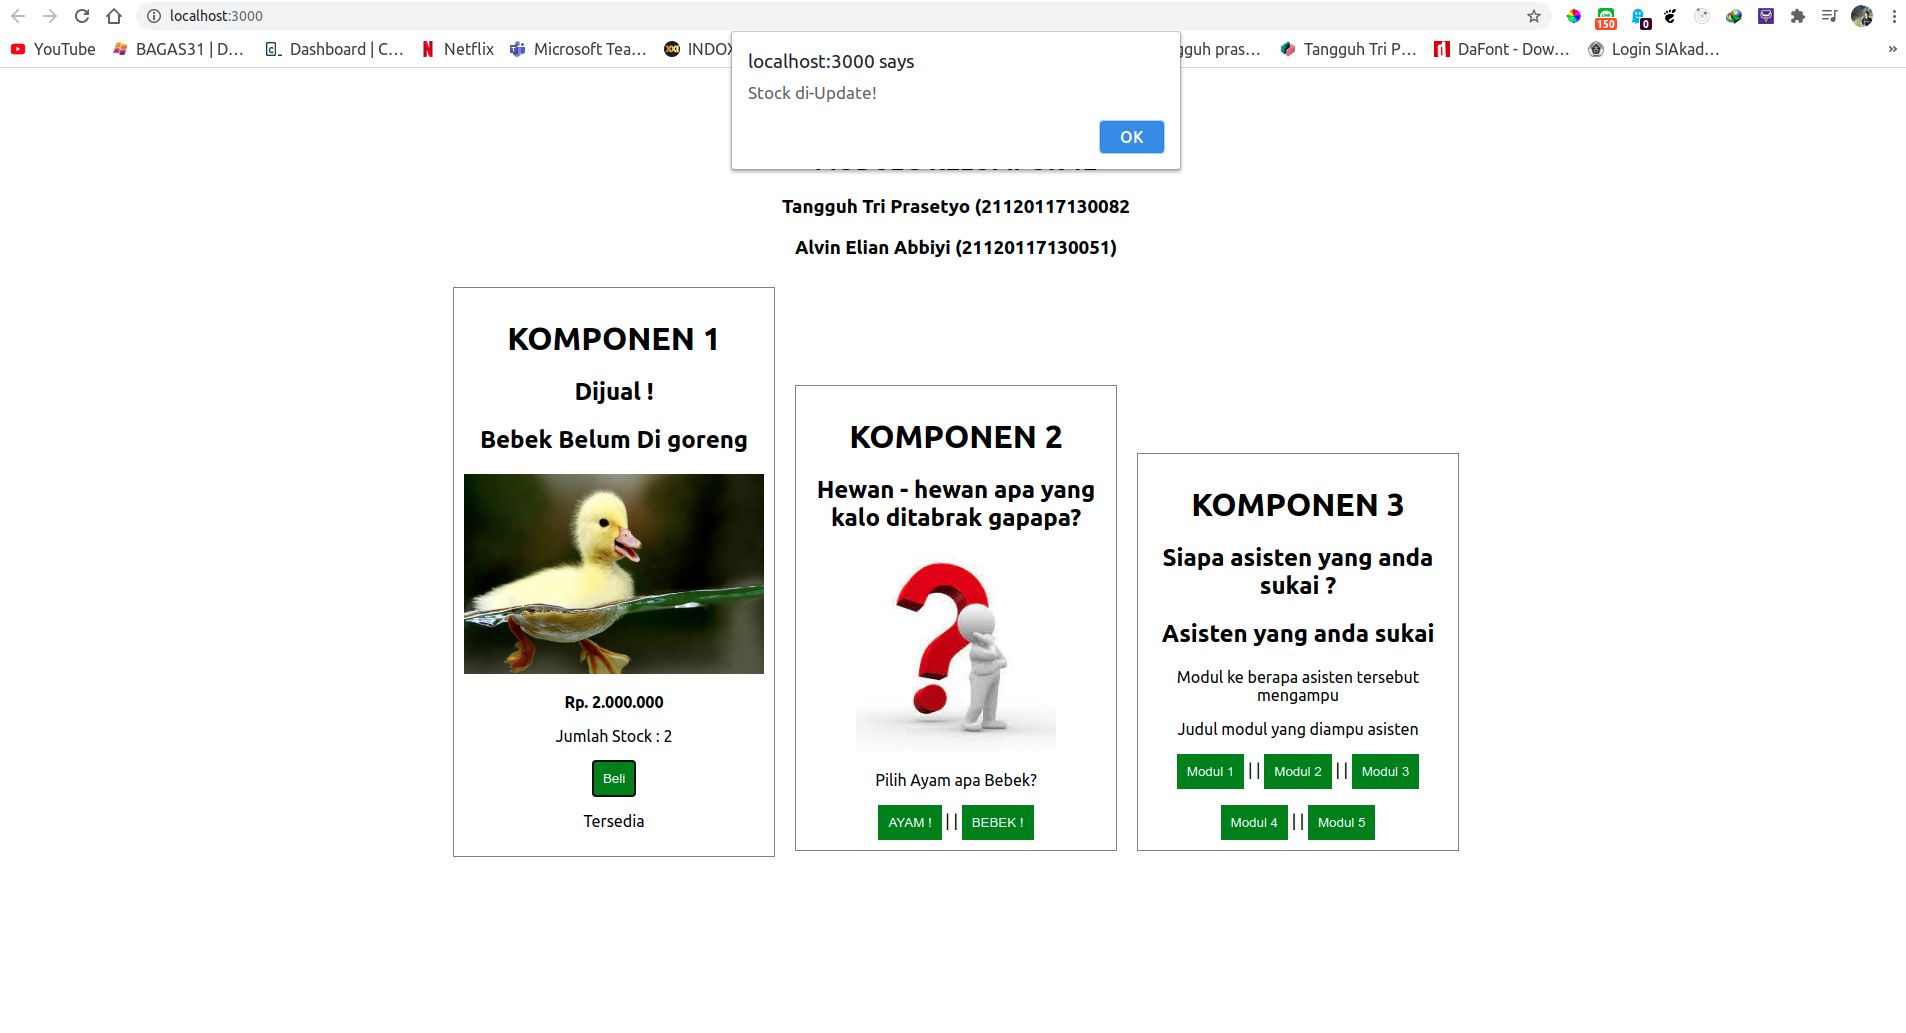 localhost:3000
150
0
YouTube
BAGAS31 | D...
Dashboard | C...
Netflix
Microsoft Tea...
INDOX
gguh pras...
Tangguh Tri P...
DaFont - Dow...
Login SIAkad...
»
localhost:3000 says
Stock di-Update!
OK
Tangguh Tri Prasetyo (21120117130082
Alvin Elian Abbiyi (21120117130051)
KOMPONEN 1
Dijual !
Bebek Belum Di goreng
Rp. 2.000.000
Jumlah Stock : 2
Beli
Tersedia
KOMPONEN 2
Hewan - hewan apa yang
kalo ditabrak gapapa?
Pilih Ayam apa Bebek?
AYAM ! || BEBEK !
KOMPONEN 3
Siapa asisten yang anda
sukai ?
Asisten yang anda sukai
Modul ke berapa asisten tersebut
mengampu
Judul modul yang diampu asisten
Modul 1 || Modul 2 || Modul 3
Modul 4 || Modul 5